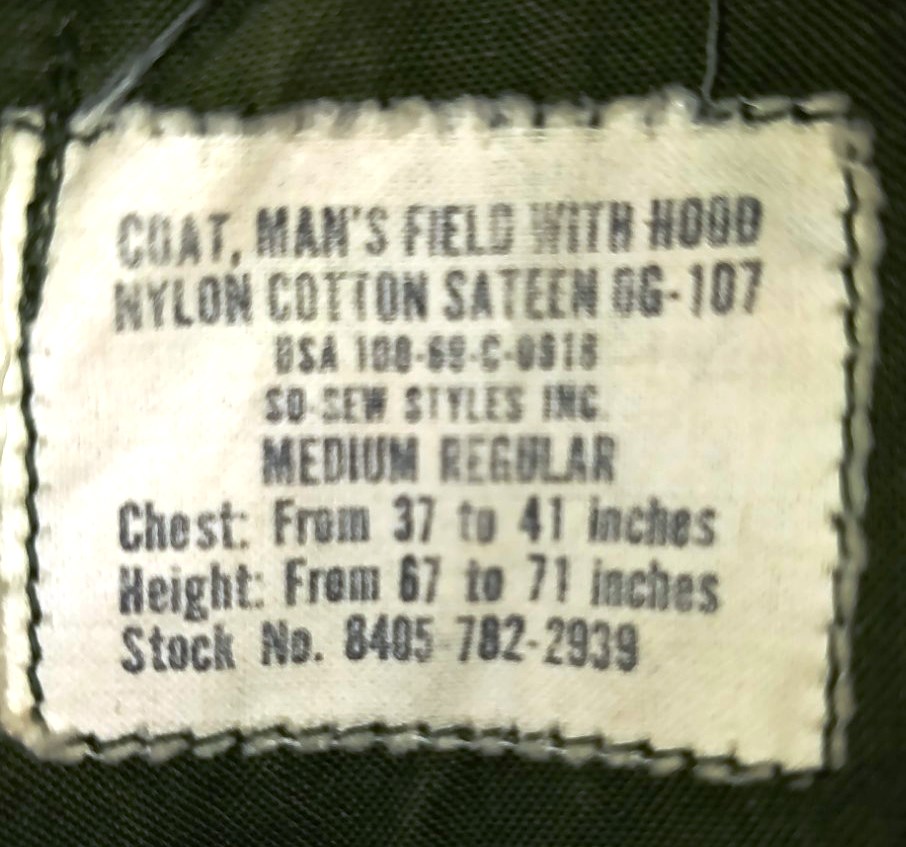 COAT, MAN'S FIELD WITH HOOD
NYLON COTTON SATEEN OG-107
DSA 100-69-C-0918
SO-SEW STYLES INC.
MEDIUM REGULAR
Chest: From 37 to 41 inches
Height: From 67 to 71 inches
Stock No. 8405-782-2939